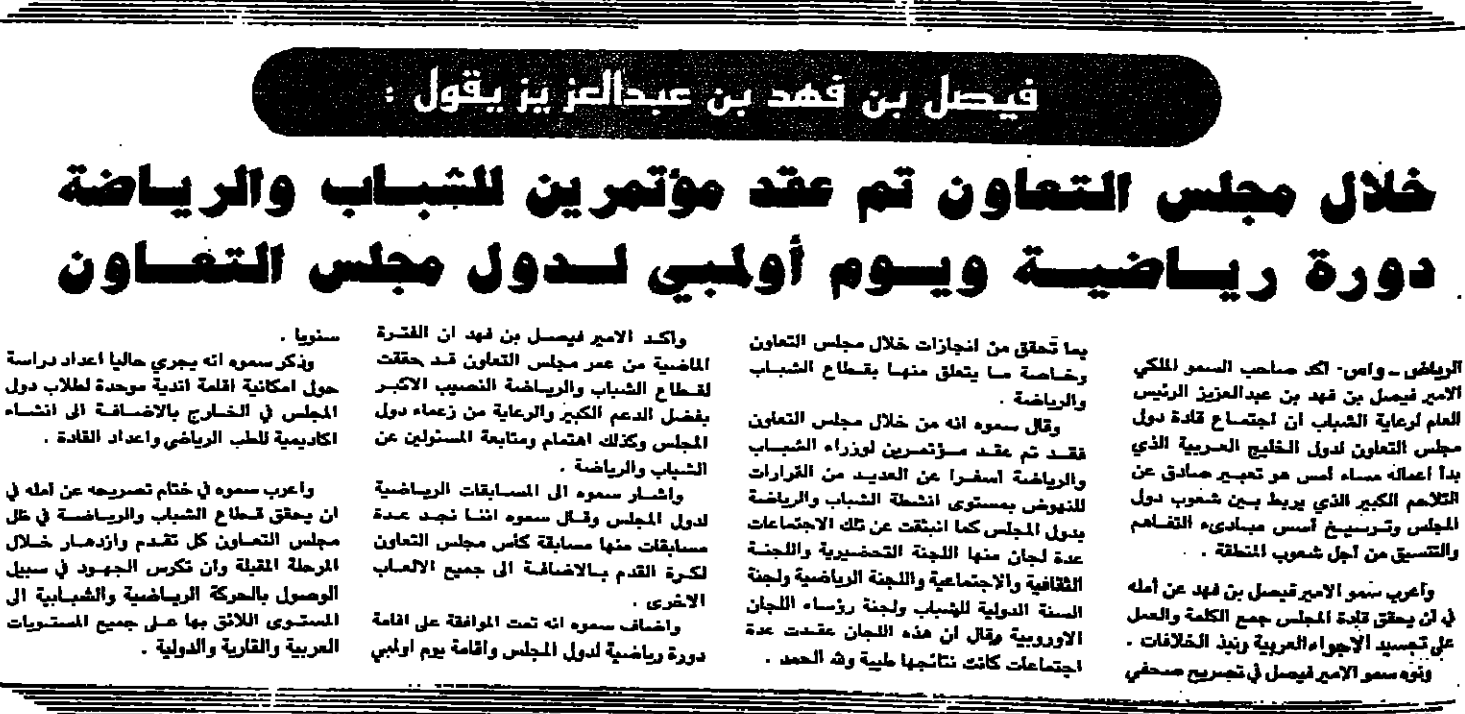 فيصل بن فهد بن عبدالعزيز يقول :
خلال مجلس التعاون تم عقد مؤتمرين للشباب والرياضة
دورة رياضية ويوم أولمبي لدول مجلس التعاون
الرياض - واس - اكد صاحب السمو الملكي
الامير فيصل بن فهد بن عبدالعزيز الرئيس
العام لرعاية الشباب ان اجتماع قادة دول
مجلس التعاون لدول الخليج العربية الذي
بدأ اعماله مساء أمس هو تعبير صادق عن
التلاحم الكبير الذي يربط بين شعوب دول
المجلس وترسيخ أسس مبادىء التفاهم
والتنسيق من أجل شعوب المنطقة .
وأعرب سمو الامير فيصل بن فهد عن أمله
في أن يحقق قادة المجلس جمع الكلمة والعمل
على تجسيد الاجواء العربية ونبذ الخلافات .
ونوه سمو الامير فيصل في تصريح صحفي
بما تحقق من انجازات خلال مجلس التعاون
وخاصة ما يتعلق منها بقطاع الشباب
والرياضة .
وقال سموه انه من خلال مجلس التعاون
فقد تم عقد مؤتمرين لوزراء الشباب
والرياضة أسفرا عن العديد من القرارات
للنهوض بمستوى انشطة الشباب والرياضة
بدول المجلس كما انبثقت عن تلك الاجتماعات
عدة لجان منها اللجنة التحضيرية واللجنة
الثقافية والاجتماعية واللجنة الرياضية ولجنة
السنة الدولية للشباب ولجنة رؤساء اللجان
الاوروبية وقال ان هذه اللجان عقدت عدة
اجتماعات كانت نتائجها طيبة ولله الحمد .
وأكد الامير فيصل بن فهد ان الفترة
الماضية من عمر مجلس التعاون قد حققت
لقطاع الشباب والرياضة النصيب الاكبر
بفضل الدعم الكبير والرعاية من زعماء دول
المجلس وكذلك اهتمام ومتابعة المسئولين عن
الشباب والرياضة .
وأشار سموه الى المسابقات الرياضية
لدول المجلس وقال سموه اننا نجد عدة
مسابقات منها مسابقة كأس مجلس التعاون
لكرة القدم بالاضافة الى جميع الالعاب
الاخرى .
واضاف سموه انه تمت الموافقة على اقامة
دورة رياضية لدول المجلس واقامة يوم اولمبي
سنويا .
وذكر سموه انه يجري حاليا اعداد دراسة
حول امكانية اقامة اندية موحدة لطلاب دول
المجلس في الخارج بالاضافة الى انشاء
اكاديمية للطب الرياضي واعداد القادة .
وأعرب سموه في ختام تصريحه عن أمله في
ان يحقق قطاع الشباب والرياضة في ظل
مجلس التعاون كل تقدم وازدهار خلال
المرحلة المقبلة وان تكرس الجهود في سبيل
الوصول بالحركة الرياضية والشبابية الى
المستوى اللائق بها على جميع المستويات
العربية والقارية والدولية .